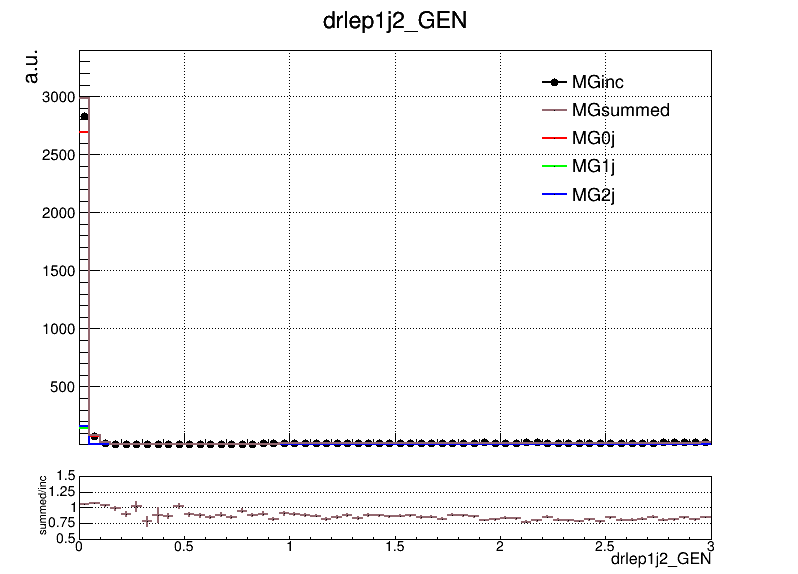 drlep1j2_GEN
a.u.
3000
2500
2000
1500
1000
500
MGinc
MGsummed
MG0j
MG1j
MG2j
summed/inc
1.5
1.25
1
0.75
0.5
0 0.5 1 1.5 2 2.5 3
drlep1j2_GEN